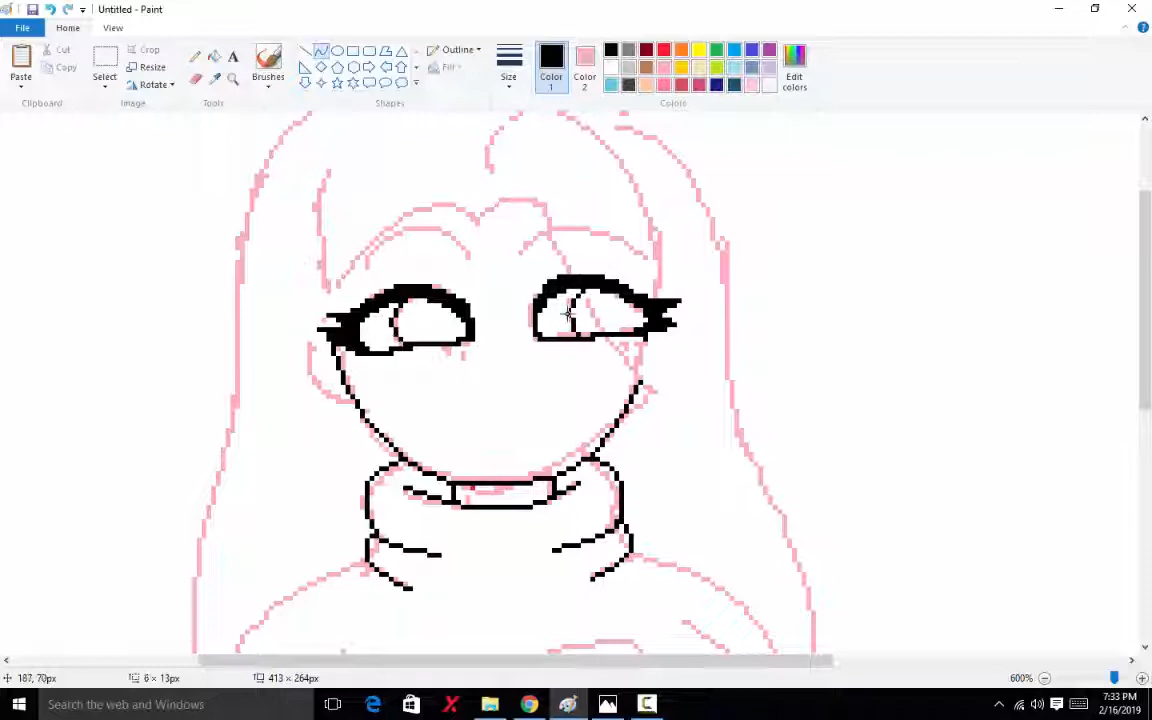 Untitled - Paint
File Home View
Paste
Cut
Copy
Clipboard
Select
Crop
Resize
Rotate
Image
A
Tools
Brushes
Outline
Fill
Shapes
Size
Color 1
Color 2
Edit colors
Colors
187, 70px
6 × 13px
413 × 264px
600%
Search the web and Windows
7:33 PM
2/16/2019